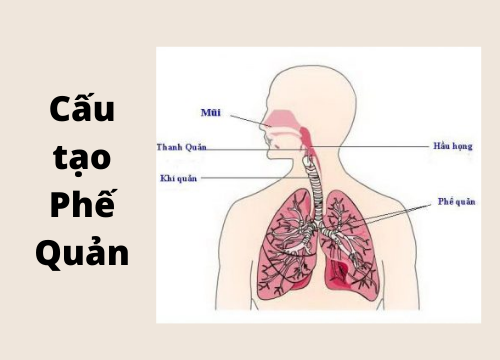 Cấu
tạo
Phế
Quản
Mũi
Thanh Quản
Hầu họng
Khí quản
Phế quản